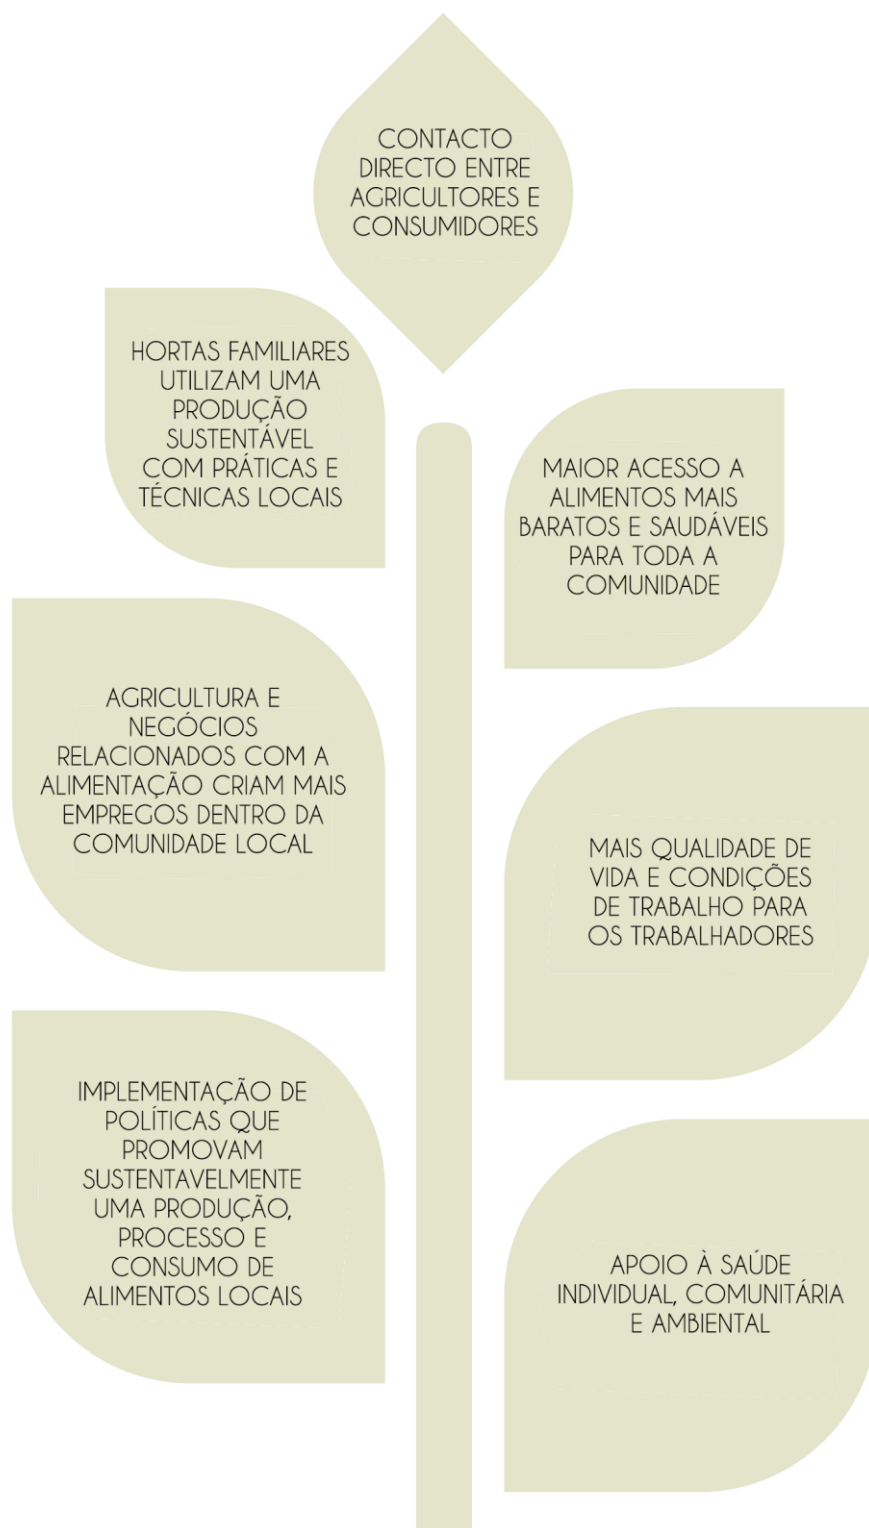 CONTACTO
DIRECTO ENTRE
AGRICULTORES E
CONSUMIDORES
HORTAS FAMILIARES
UTILIZAM UMA
PRODUÇÃO
SUSTENTÁVEL
COM PRÁTICAS E
TÉCNICAS LOCAIS
MAIOR ACESSO A
ALIMENTOS MAIS
BARATOS E SAUDÁVEIS
PARA TODA A
COMUNIDADE
AGRICULTURA E
NEGÓCIOS
RELACIONADOS COM A
ALIMENTAÇÃO CRIAM MAIS
EMPREGOS DENTRO DA
COMUNIDADE LOCAL
MAIS QUALIDADE DE
VIDA E CONDIÇÕES
DE TRABALHO PARA
OS TRABALHADORES
IMPLEMENTAÇÃO DE
POLÍTICAS QUE
PROMOVAM
SUSTENTAVELMENTE
UMA PRODUÇÃO,
PROCESSO E
CONSUMO DE
ALIMENTOS LOCAIS
APOIO À SAÚDE
INDIVIDUAL, COMUNITÁRIA
E AMBIENTAL